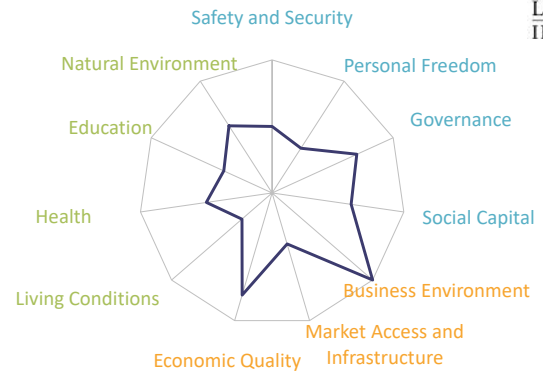 Safety and Security
Natural Environment
Personal Freedom
Education
Governance
Health
Social Capital
Living Conditions
Business Environment
Market Access and
Infrastructure
Economic Quality